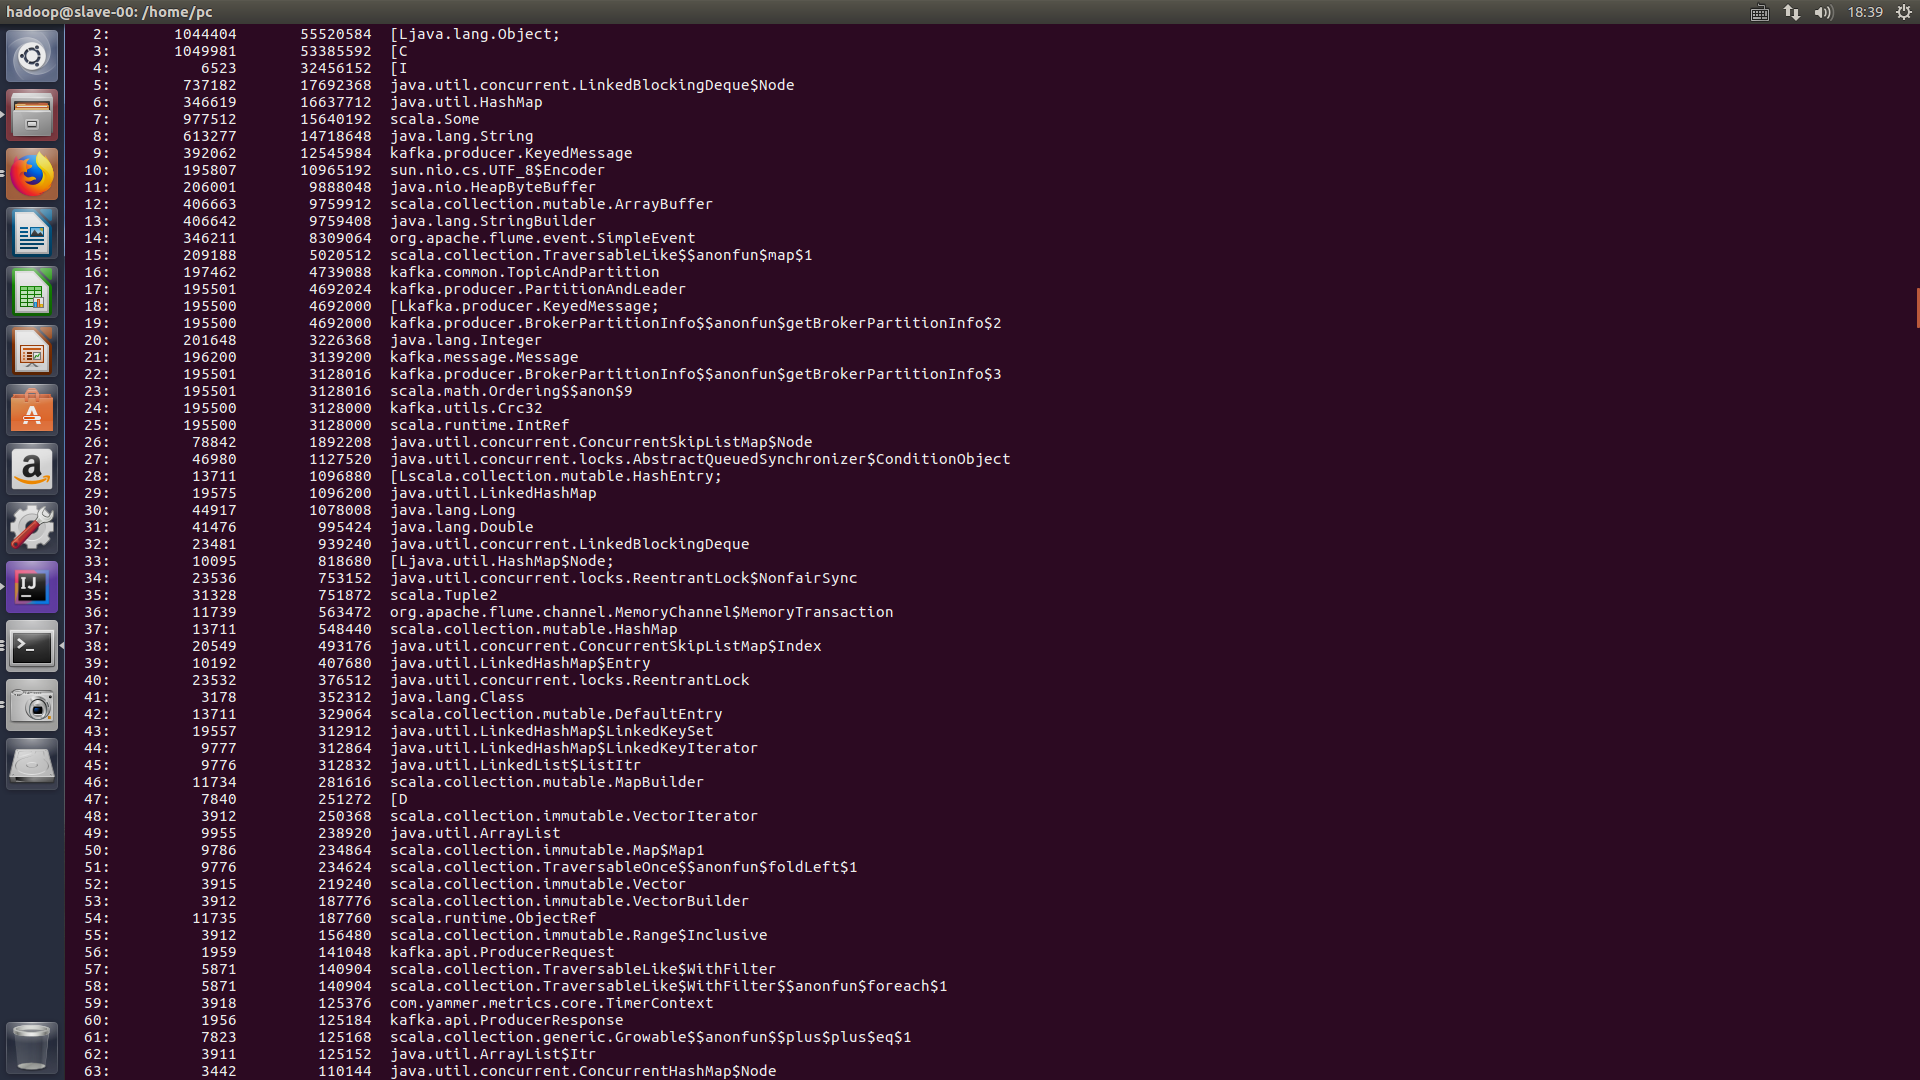 hadoop@slave-00: /home/pc
18:39
2: 1044404 55520584 [Ljava.lang.Object;
3: 1049981 53385592 [C
4: 6523 32456152 [I
5: 737182 17692368 java.util.concurrent.LinkedBlockingDeque$Node
6: 346619 16637712 java.util.HashMap
7: 977512 15640192 scala.Some
8: 613277 14718648 java.lang.String
9: 392062 12545984 kafka.producer.KeyedMessage
10: 195807 10965192 sun.nio.cs.UTF_8$Encoder
11: 206001 9888048 java.nio.HeapByteBuffer
12: 406663 9759912 scala.collection.mutable.ArrayBuffer
13: 406642 9759408 java.lang.StringBuilder
14: 346211 8309064 org.apache.flume.event.SimpleEvent
15: 209188 5020512 scala.collection.TraversableLike$$anonfun$map$1
16: 197462 4739088 kafka.common.TopicAndPartition
17: 195501 4692024 kafka.producer.PartitionAndLeader
18: 195500 4692000 [Lkafka.producer.KeyedMessage;
19: 195500 4692000 kafka.producer.BrokerPartitionInfo$$anonfun$getBrokerPartitionInfo$2
20: 201648 3226368 java.lang.Integer
21: 196200 3139200 kafka.message.Message
22: 195501 3128016 kafka.producer.BrokerPartitionInfo$$anonfun$getBrokerPartitionInfo$3
23: 195501 3128016 scala.math.Ordering$$anon$9
24: 195500 3128000 kafka.utils.Crc32
25: 195500 3128000 scala.runtime.IntRef
26: 78842 1892208 java.util.concurrent.ConcurrentSkipListMap$Node
27: 46980 1127520 java.util.concurrent.locks.AbstractQueuedSynchronizer$ConditionObject
28: 13711 1096880 [Lscala.collection.mutable.HashEntry;
29: 19575 1096200 java.util.LinkedHashMap
30: 44917 1078008 java.lang.Long
31: 41476 995424 java.lang.Double
32: 23481 939240 java.util.concurrent.LinkedBlockingDeque
33: 10095 818680 [Ljava.util.HashMap$Node;
34: 23536 753152 java.util.concurrent.locks.ReentrantLock$NonfairSync
35: 31328 751872 scala.Tuple2
36: 11739 563472 org.apache.flume.channel.MemoryChannel$MemoryTransaction
37: 13711 548440 scala.collection.mutable.HashMap
38: 20549 493176 java.util.concurrent.ConcurrentSkipListMap$Index
39: 10192 407680 java.util.LinkedHashMap$Entry
40: 23532 376512 java.util.concurrent.locks.ReentrantLock
41: 3178 352312 java.lang.Class
42: 13711 329064 scala.collection.mutable.DefaultEntry
43: 19557 312912 java.util.LinkedHashMap$LinkedKeySet
44: 9777 312864 java.util.LinkedHashMap$LinkedKeyIterator
45: 9776 312832 java.util.LinkedList$ListItr
46: 11734 281616 scala.collection.mutable.MapBuilder
47: 7840 251272 [D
48: 3912 250368 scala.collection.immutable.VectorIterator
49: 9955 238920 java.util.ArrayList
50: 9786 234864 scala.collection.immutable.Map$Map1
51: 9776 234624 scala.collection.TraversableOnce$$anonfun$foldLeft$1
52: 3915 219240 scala.collection.immutable.Vector
53: 3912 187776 scala.collection.immutable.VectorBuilder
54: 11735 187760 scala.runtime.ObjectRef
55: 3912 156480 scala.collection.immutable.Range$Inclusive
56: 1959 141048 kafka.api.ProducerRequest
57: 5871 140904 scala.collection.TraversableLike$WithFilter
58: 5871 140904 scala.collection.TraversableLike$WithFilter$$anonfun$foreach$1
59: 3918 125376 com.yammer.metrics.core.TimerContext
60: 1956 125184 kafka.api.ProducerResponse
61: 7823 125168 scala.collection.generic.Growable$$anonfun$$plus$plus$eq$1
62: 3911 125152 java.util.ArrayList$Itr
63: 3442 110144 java.util.concurrent.ConcurrentHashMap$Node